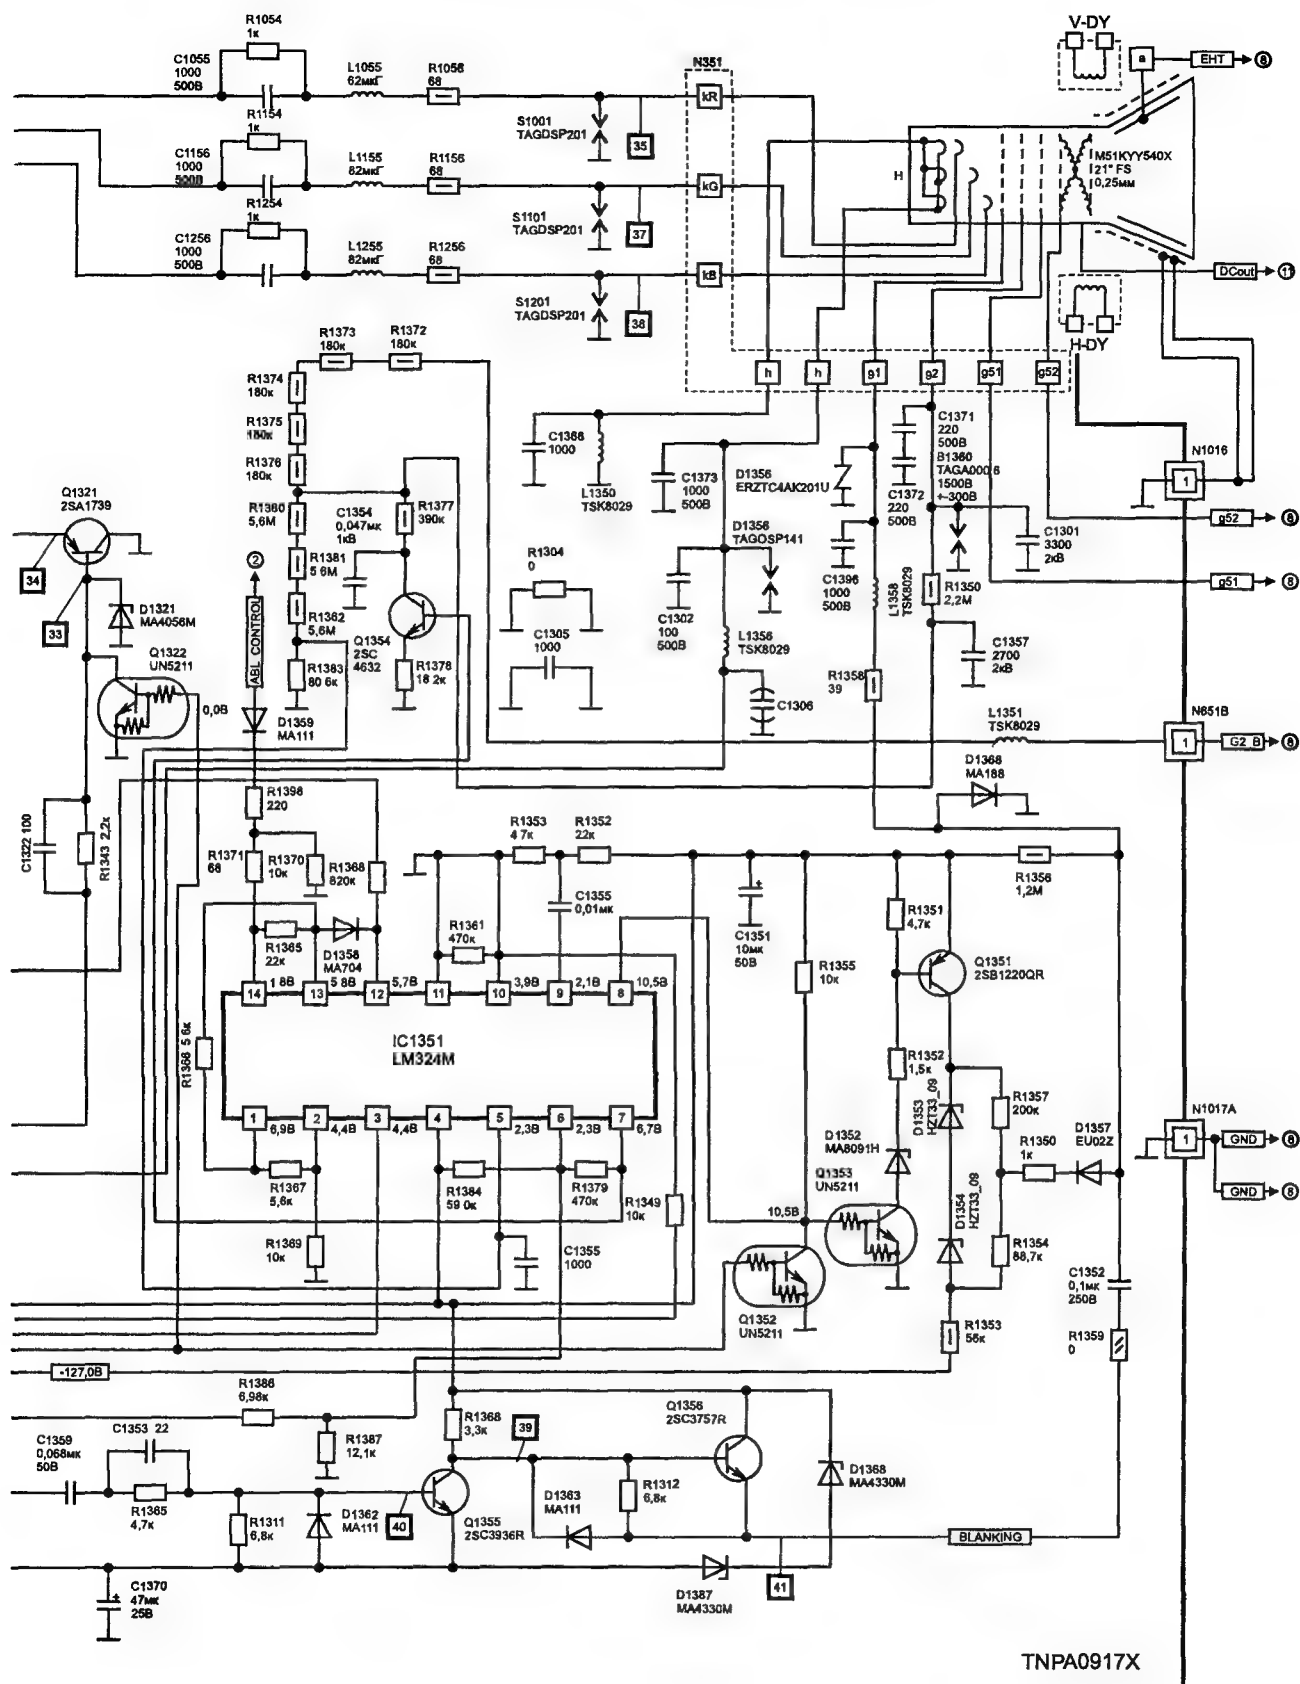 R1054
1к
C1055
1000
500В
L1055
62мкГ
R1056
68
N351
V-DY
a
EHT
8
kR
S1001
TAGDSP201
35
R1154
1к
C1156
1000
500В
L1155
82мкГ
R1156
68
kG
H
M51KYY540X
21" FS
0,25мм
S1101
TAGDSP201
37
R1254
1к
C1256
1000
500В
L1255
82мкГ
R1256
68
kB
DCout
11
S1201
TAGDSP201
38
H-DY
R1373
180к
R1372
180к
h
h
g1
g2
g51
g52
R1374
180к
R1375
180к
R1376
180к
C1366
1000
L1350
TSK8029
C1373
1000
500В
D1356
ERZTC4AK201U
C1371
220
500В
B1360
TAGA000,6
1500В
+-300В
C1372
220
500В
N1016
1
g52
8
g51
8
Q1321
2SA1739
34
33
D1321
MA4056M
2
ABL CONTROL
R1360
5,6М
R1381
5 6М
R1362
5,6М
R1383
80 6к
C1354
0,047мк
1кВ
R1377
390к
Q1354
2SC
4632
R1378
18 2к
R1304
0
C1305
1000
D1356
TAGOSP141
C1302
100
500В
L1356
TSK8029
C1306
C1396
1000
500В
L1358
TSK8029
R1350
2,2М
C1301
3300
2кВ
C1357
2700
2кВ
R1358
39
Q1322
UN5211
0,0В
D1359
MA111
L1351
TSK8029
N651B
1
G2 B
8
D1368
MA188
C1322 100
R1343 2,2к
R1398
220
R1371
68
R1370
10к
R1368
820к
R1353
4 7к
R1352
22к
C1355
0,01мк
R1361
470к
C1351
10мк
50В
R1351
4,7к
R1356
1,2М
R1365
22к
D1358
MA704
R1355
10к
Q1351
2SB1220QR
14
1 8В
13
5 8В
12
5,7В
11
10
3,9В
9
2,1В
8
10,5В
IC1351
LM324M
R1366 5 6к
R1352
1,5к
D1353
HZT33_09
R1357
200к
R1350
1к
D1357
EU02Z
N1017A
1
GND
8
GND
8
1
6,9В
2
4,4В
3
4,4В
4
5
2,3В
6
2,3В
7
6,7В
D1352
MA8091H
Q1353
UN5211
R1367
5,6к
R1384
59 0к
R1379
470к
R1349
10к
10,5В
D1354
HZT33_09
R1354
88,7к
R1369
10к
C1355
1000
C1352
0,1мк
250В
Q1352
UN5211
R1353
56к
R1359
0
-127,0В
R1386
6,98к
C1353 22
C1359
0,068мк
50В
R1387
12,1к
R1368
3,3к
39
Q1356
2SC3757R
R1365
4,7к
R1311
6,8к
D1362
MA111
40
Q1355
2SC3936R
D1363
MA111
R1312
6,8к
D1368
MA4330M
BLANKING
C1370
47мк
25В
D1387
MA4330M
41
TNPA0917X